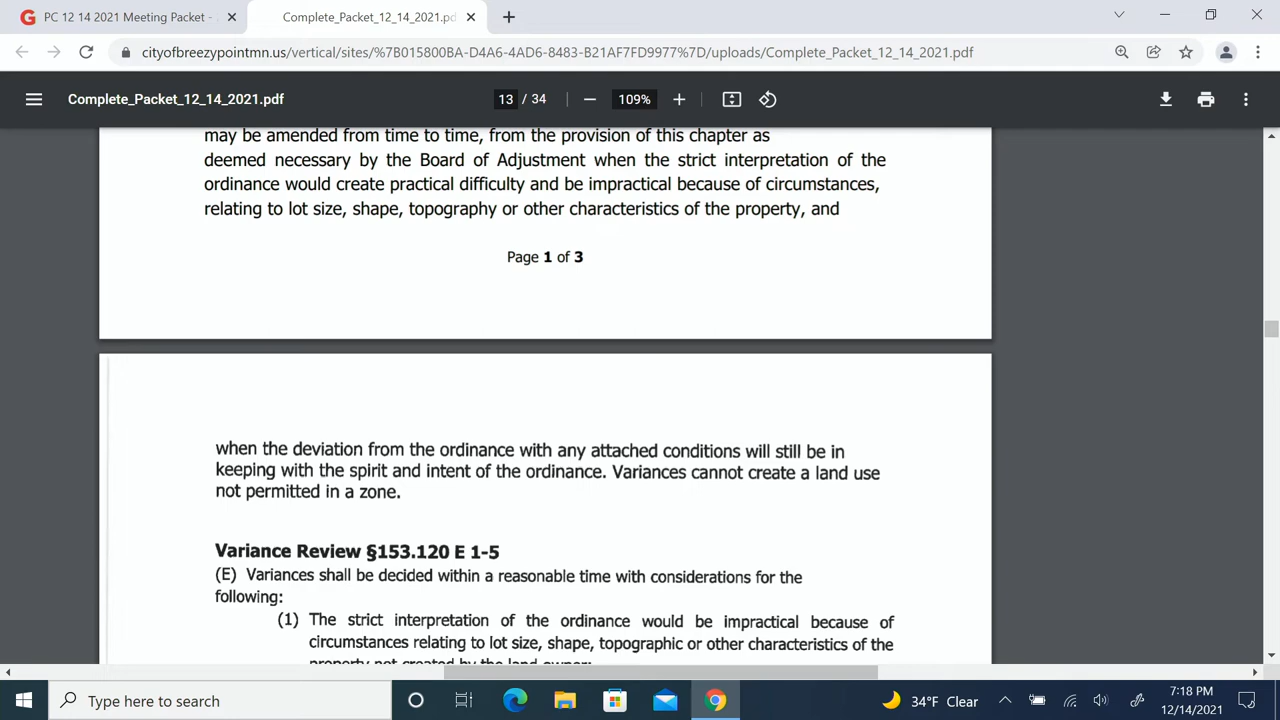 PC 12 14 2021 Meeting Packet -
Complete_Packet_12_14_2021.pd
cityofbreezypointmn.us/vertical/sites/%7B015800BA-D4A6-4AD6-8483-B21AF7FD9977%7D/uploads/Complete_Packet_12_14_2021.pdf
Complete_Packet_12_14_2021.pdf
13 / 34
109%
may be amended from time to time, from the provision of this chapter as
deemed necessary by the Board of Adjustment when the strict interpretation of the
ordinance would create practical difficulty and be impractical because of circumstances,
relating to lot size, shape, topography or other characteristics of the property, and
Page 1 of 3
when the deviation from the ordinance with any attached conditions will still be in
keeping with the spirit and intent of the ordinance. Variances cannot create a land use
not permitted in a zone.
Variance Review §153.120 E 1-5
(E) Variances shall be decided within a reasonable time with considerations for the
following:
(1) The strict interpretation of the ordinance would be impractical because of
circumstances relating to lot size, shape, topographic or other characteristics of the
property not created by the land owner;
Type here to search
34°F Clear
7:18 PM
12/14/2021